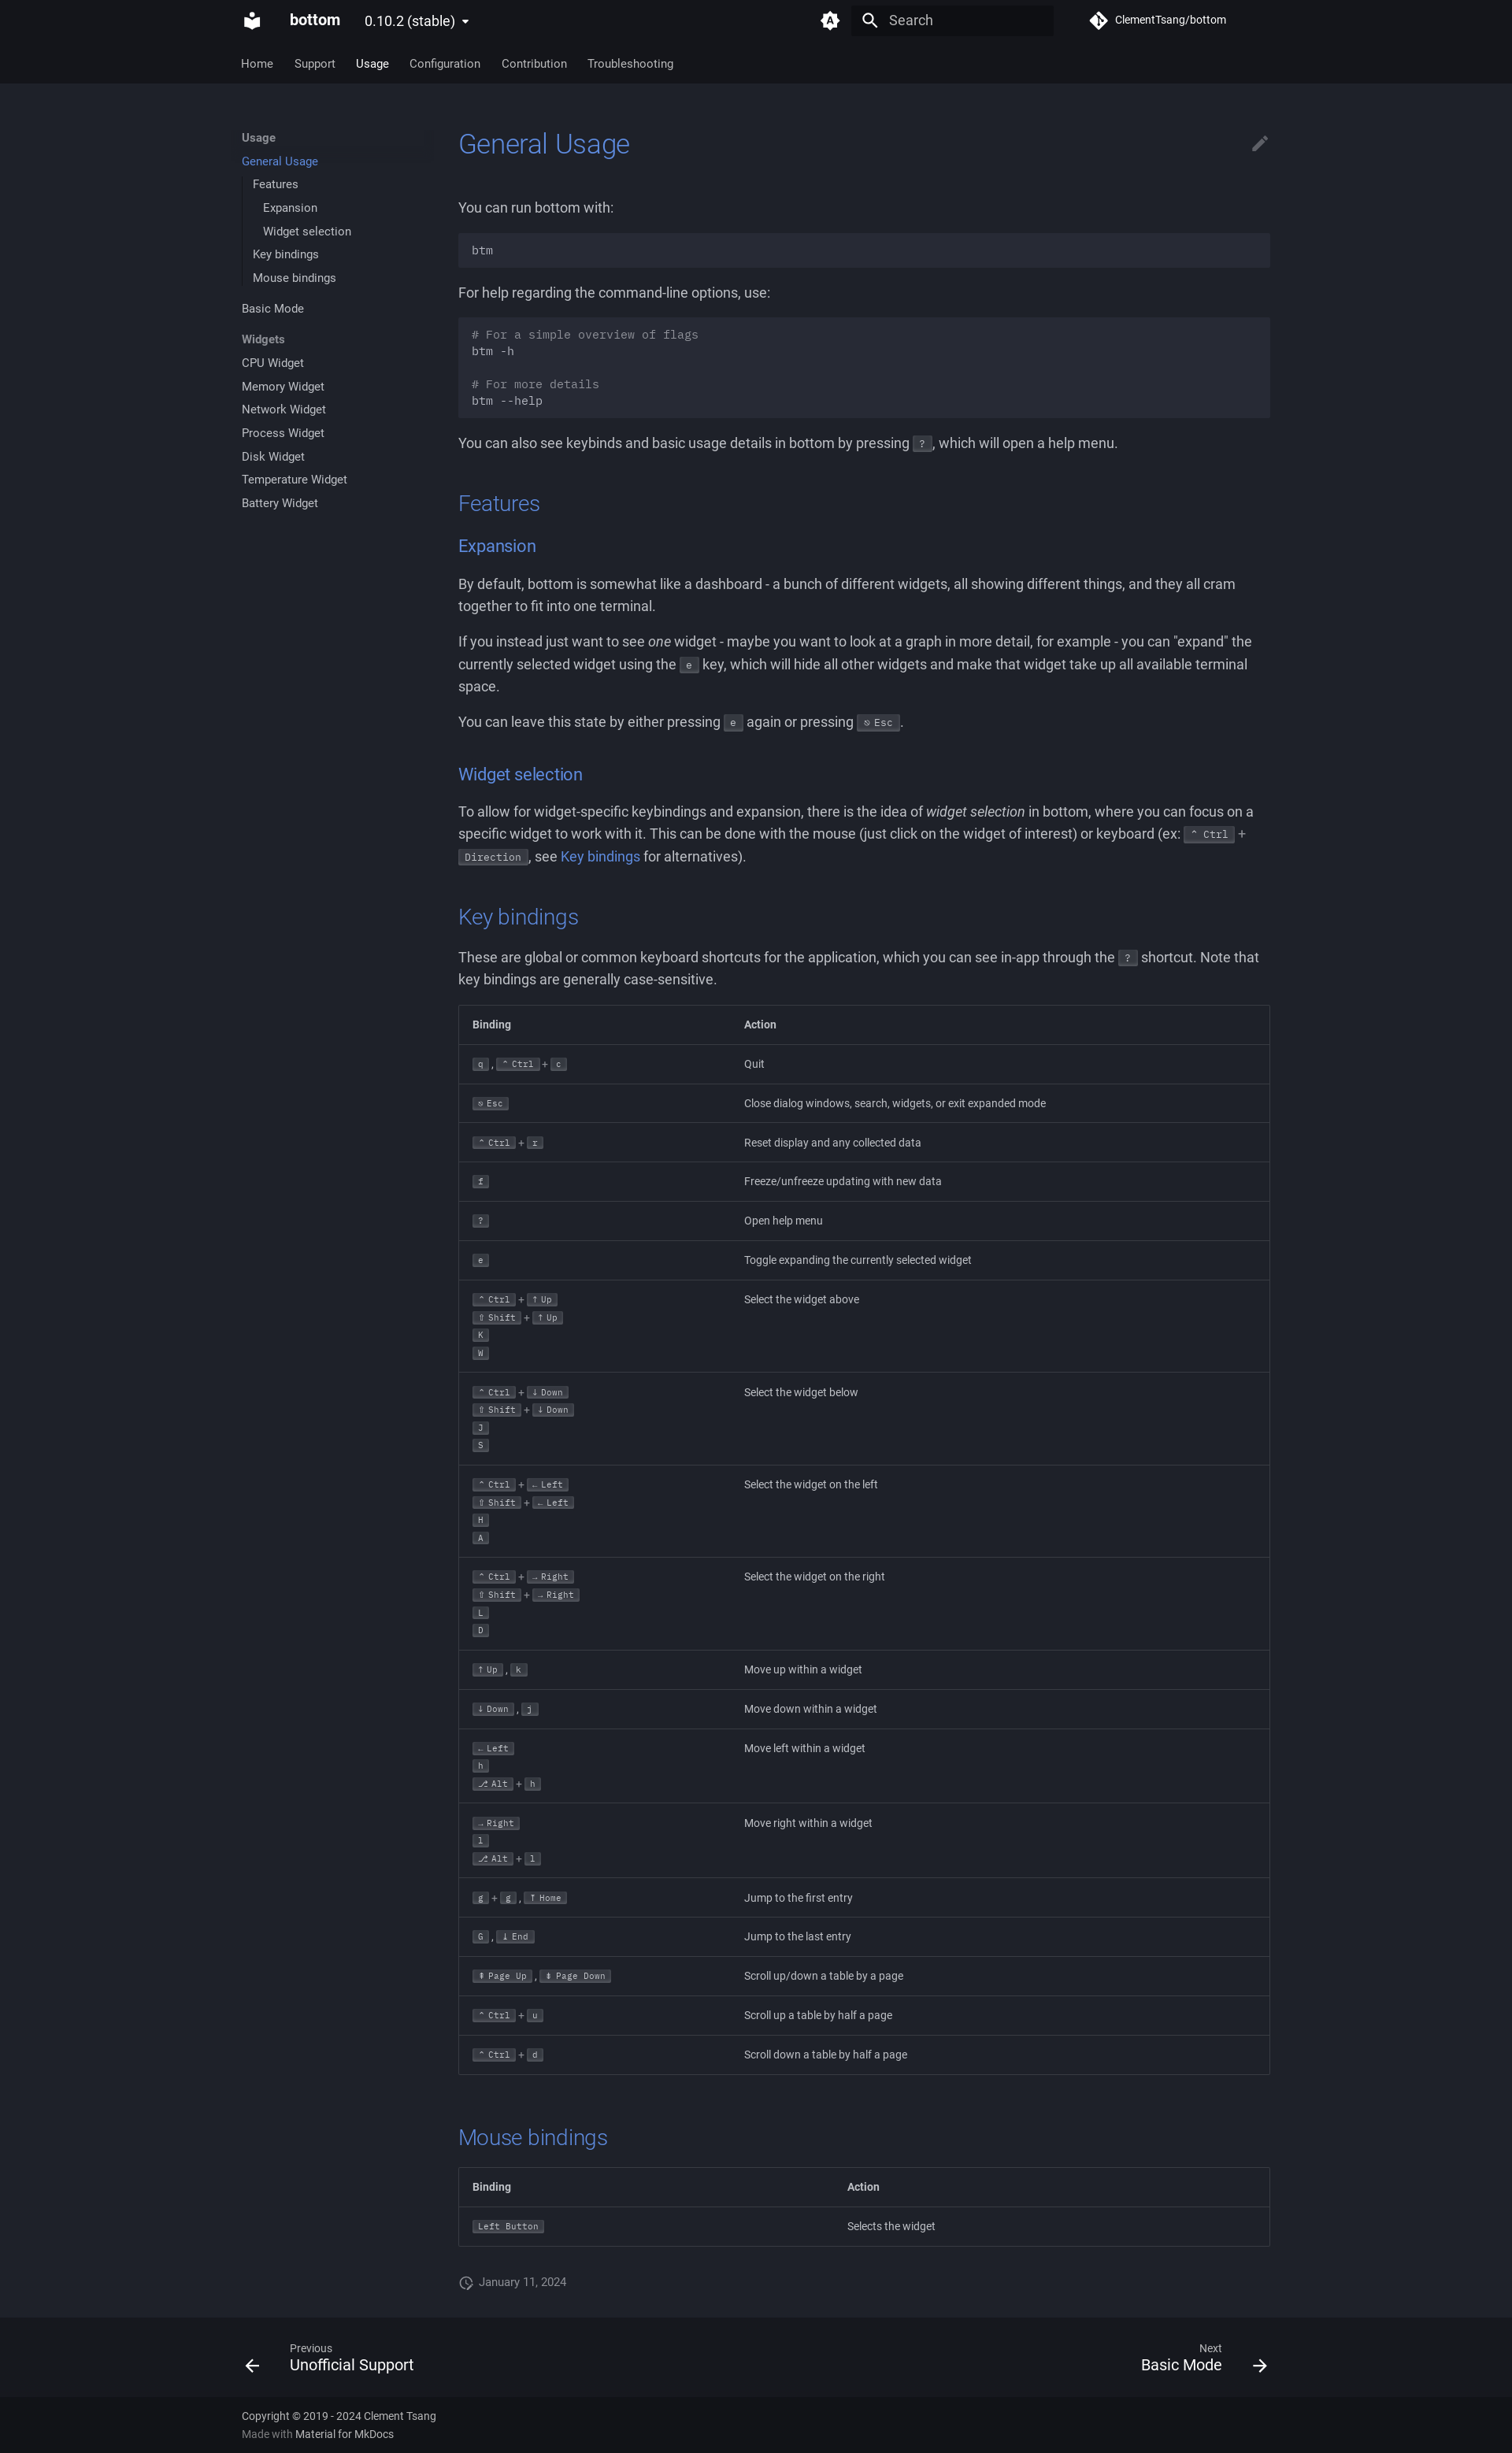 bottom
0.10.2 (stable)
Search
ClementTsang/bottom
Home
Support
Usage
Configuration
Contribution
Troubleshooting
Usage
General Usage
Features
Expansion
Widget selection
Key bindings
Mouse bindings
Basic Mode
Widgets
CPU Widget
Memory Widget
Network Widget
Process Widget
Disk Widget
Temperature Widget
Battery Widget
General Usage
You can run bottom with:
btm
For help regarding the command-line options, use:
# For a simple overview of flags
btm -h
# For more details
btm --help
You can also see keybinds and basic usage details in bottom by pressing ?, which will open a help menu.
Features
Expansion
By default, bottom is somewhat like a dashboard - a bunch of different widgets, all showing different things, and they all cram
together to fit into one terminal.
If you instead just want to see one widget - maybe you want to look at a graph in more detail, for example - you can "expand" the
currently selected widget using the e key, which will hide all other widgets and make that widget take up all available terminal
space.
You can leave this state by either pressing e again or pressing ⎋ Esc.
Widget selection
To allow for widget-specific keybindings and expansion, there is the idea of widget selection in bottom, where you can focus on a
specific widget to work with it. This can be done with the mouse (just click on the widget of interest) or keyboard (ex: ⌃ Ctrl +
Direction, see Key bindings for alternatives).
Key bindings
These are global or common keyboard shortcuts for the application, which you can see in-app through the ? shortcut. Note that
key bindings are generally case-sensitive.
Binding Action
q , ⌃ Ctrl + c Quit
⎋ Esc Close dialog windows, search, widgets, or exit expanded mode
⌃ Ctrl + r Reset display and any collected data
f Freeze/unfreeze updating with new data
? Open help menu
e Toggle expanding the currently selected widget
⌃ Ctrl + ↑ Up Select the widget above
⇧ Shift + ↑ Up
K
W
⌃ Ctrl + ↓ Down Select the widget below
⇧ Shift + ↓ Down
J
S
⌃ Ctrl + ← Left Select the widget on the left
⇧ Shift + ← Left
H
A
⌃ Ctrl + → Right Select the widget on the right
⇧ Shift + → Right
L
D
↑ Up , k Move up within a widget
↓ Down , j Move down within a widget
← Left Move left within a widget
h
⎇ Alt + h
→ Right Move right within a widget
l
⎇ Alt + l
g + g , ⤒ Home Jump to the first entry
G , ⤓ End Jump to the last entry
⇞ Page Up , ⇟ Page Down Scroll up/down a table by a page
⌃ Ctrl + u Scroll up a table by half a page
⌃ Ctrl + d Scroll down a table by half a page
Mouse bindings
Binding Action
Left Button Selects the widget
January 11, 2024
Previous
Unofficial Support
Next
Basic Mode
Copyright © 2019 - 2024 Clement Tsang
Made with Material for MkDocs